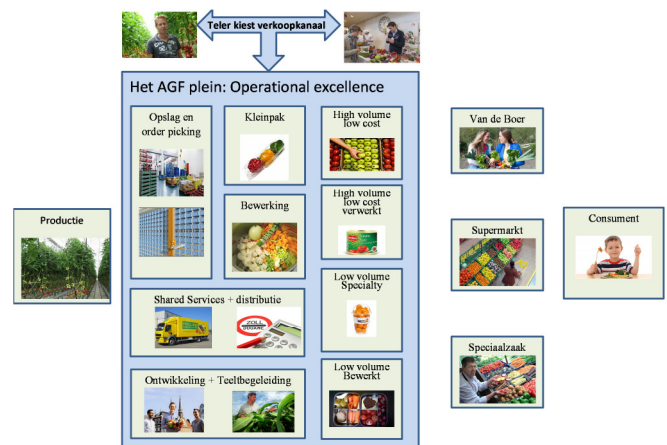 Teler kiest verkoopkanaal
Het AGF plein: Operational excellence
Opslag en
order picking
Kleinpak
High volume
low cost
Van de Boer
Bewerking
High volume
low cost
verwerkt
Productie
Supermarkt
Consument
Low volume
Specialty
Shared Services + distributie
ZOLL
DOUANE
Speciaalzaak
Ontwikkeling + Teeltbegeleiding
Low volume
Bewerkt